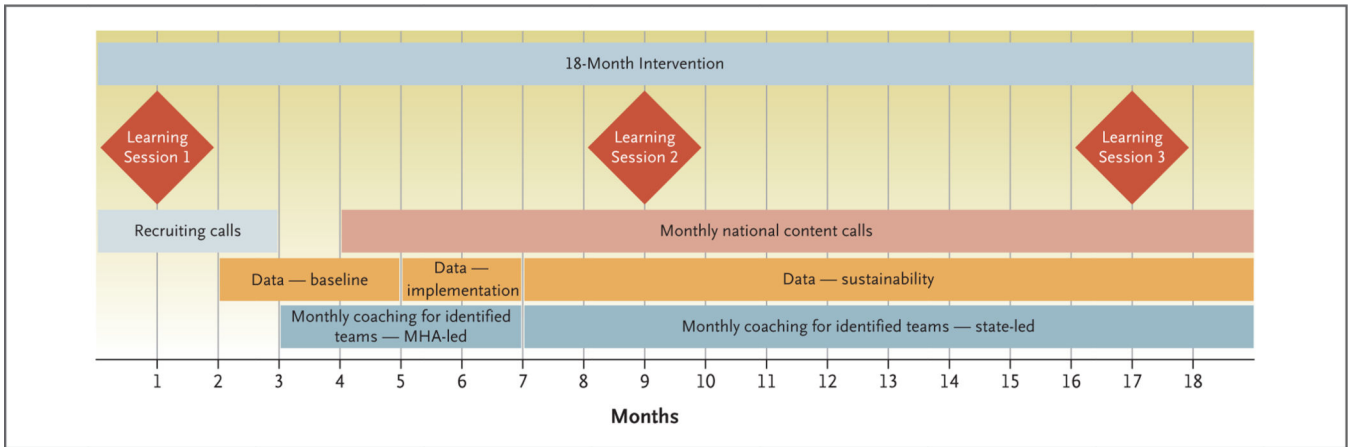 18-Month Intervention
Learning
Session 1
Learning
Session 2
Learning
Session 3
Recruiting calls
Monthly national content calls
Data — baseline
Data —
implementation
Data — sustainability
Monthly coaching for identified
teams — MHA-led
Monthly coaching for identified teams — state-led
1 2 3 4 5 6 7 8 9 10 11 12 13 14 15 16 17 18
Months